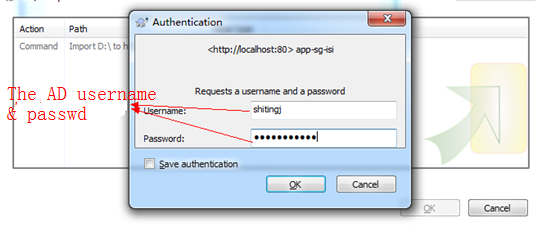 Authentication
Action Path
Command Import D:\ to h
<http://localhost:80> app-sg-isi
Requests a username and a password
The AD username
& passwd
Username: shitingj
Password: ●●●●●●●●●●●
Save authentication
OK Cancel
OK Cancel